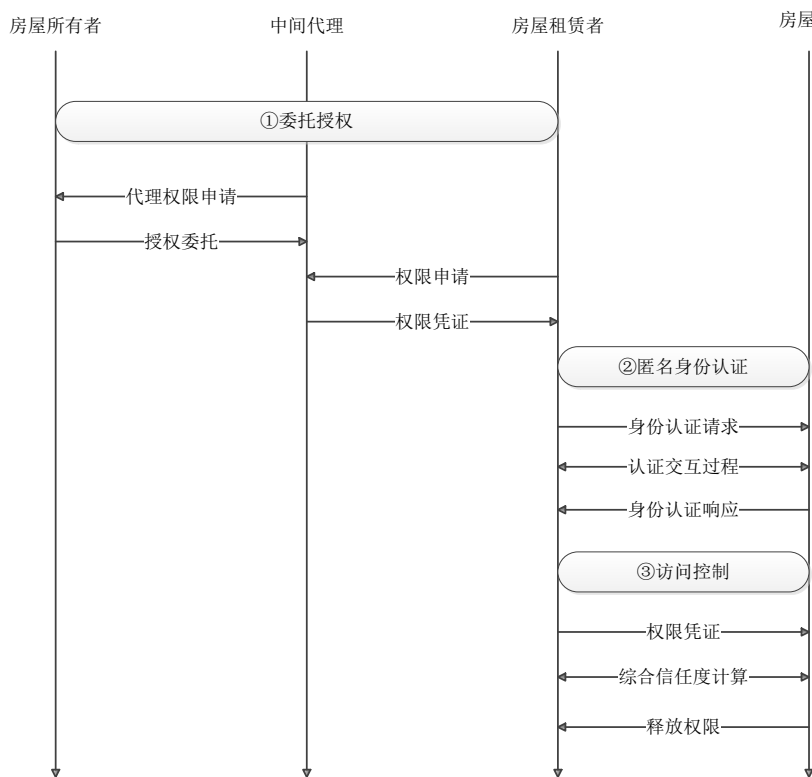 房屋所有者
中间代理
房屋租赁者
房屋
①委托授权
代理权限申请
授权委托
权限申请
权限凭证
②匿名身份认证
身份认证请求
认证交互过程
身份认证响应
③访问控制
权限凭证
综合信任度计算
释放权限